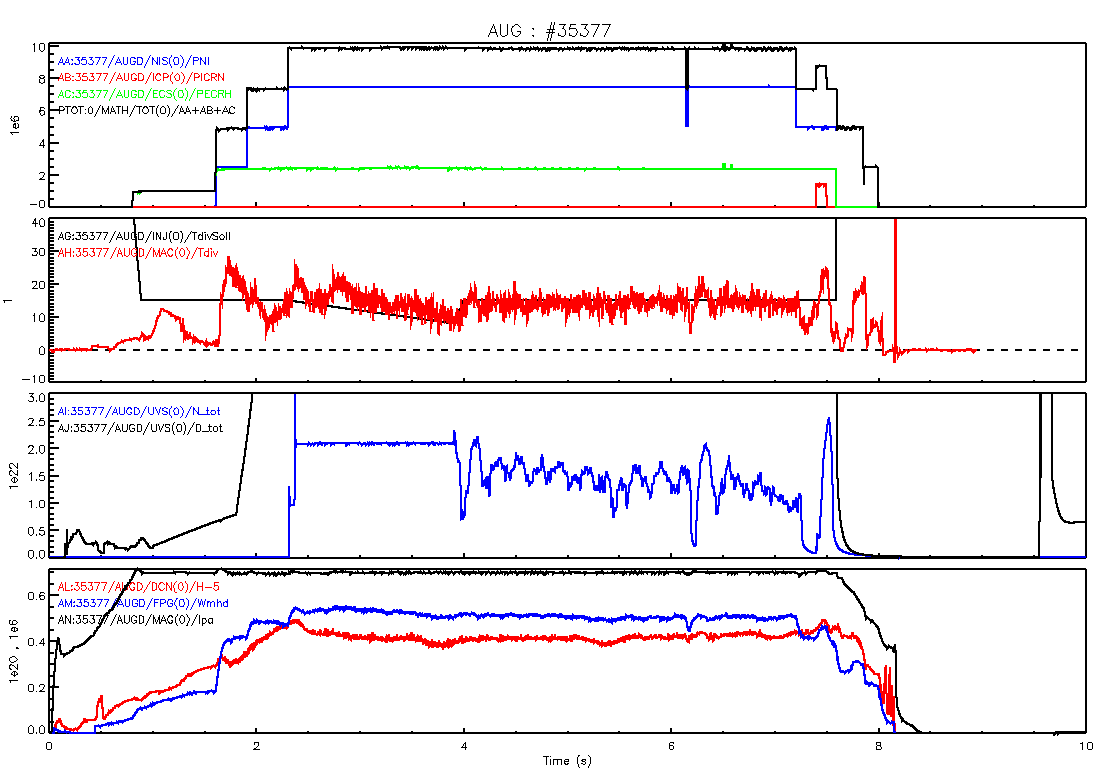 AUG : #35377
10
8
6
4
2
-0
1e6
AA:35377/AUGD/NIS(0)/PNI
AB:35377/AUGD/ICP(0)/PICRN
AC:35377/AUGD/ECS(0)/PECRH
PTOT:0/MATH/TOT(0)/AA+AB+AC
40
30
20
10
0
-10
1
AG:35377/AUGD/INJ(0)/TdivSoll
AH:35377/AUGD/MAC(0)/Tdiv
3.0
2.5
2.0
1.5
1.0
0.5
0.0
1e22
AI:35377/AUGD/UVS(0)/N_tot
AJ:35377/AUGD/UVS(0)/D_tot
0.6
0.4
0.2
0.0
1e20 , 1e6
AL:35377/AUGD/DCN(0)/H-5
AM:35377/AUGD/FPG(0)/Wmhd
AN:35377/AUGD/MAG(0)/Ipa
0 2 4 6 8 10
Time (s)